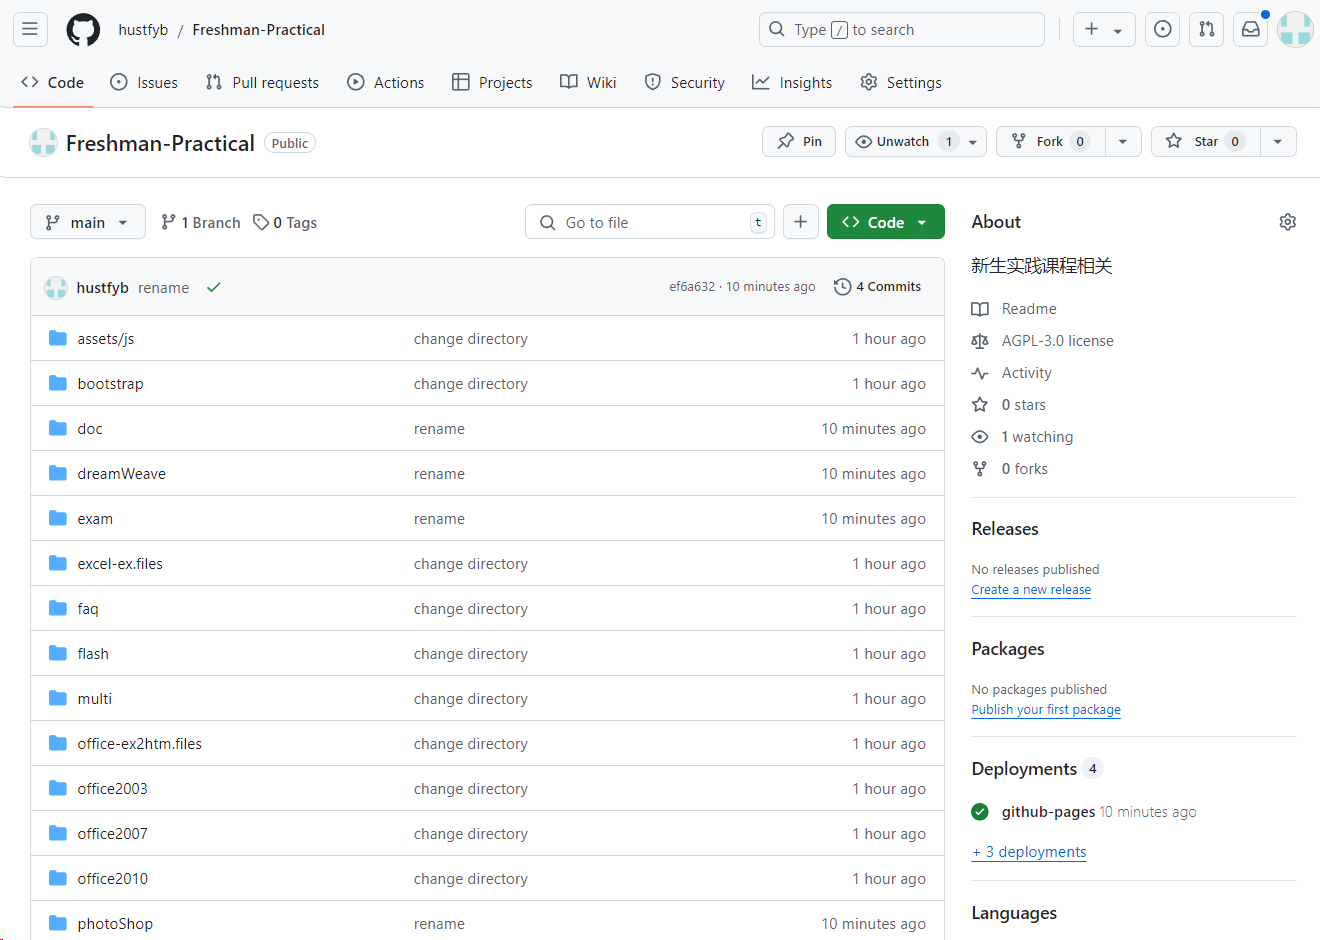 hustfyb / Freshman-Practical
Type / to search
Code Issues Pull requests Actions Projects Wiki Security Insights Settings
Freshman-Practical Public
Pin Unwatch 1 Fork 0 Star 0
main 1 Branch 0 Tags
Go to file t
Code
hustfyb rename
ef6a632 · 10 minutes ago 4 Commits
assets/js change directory 1 hour ago
bootstrap change directory 1 hour ago
doc rename 10 minutes ago
dreamWeave rename 10 minutes ago
exam rename 10 minutes ago
excel-ex.files change directory 1 hour ago
faq change directory 1 hour ago
flash change directory 1 hour ago
multi change directory 1 hour ago
office-ex2htm.files change directory 1 hour ago
office2003 change directory 1 hour ago
office2007 change directory 1 hour ago
office2010 change directory 1 hour ago
photoShop rename 10 minutes ago
About
新生实践课程相关
Readme
AGPL-3.0 license
Activity
0 stars
1 watching
0 forks
Releases
No releases published
Create a new release
Packages
No packages published
Publish your first package
Deployments 4
github-pages 10 minutes ago
+ 3 deployments
Languages